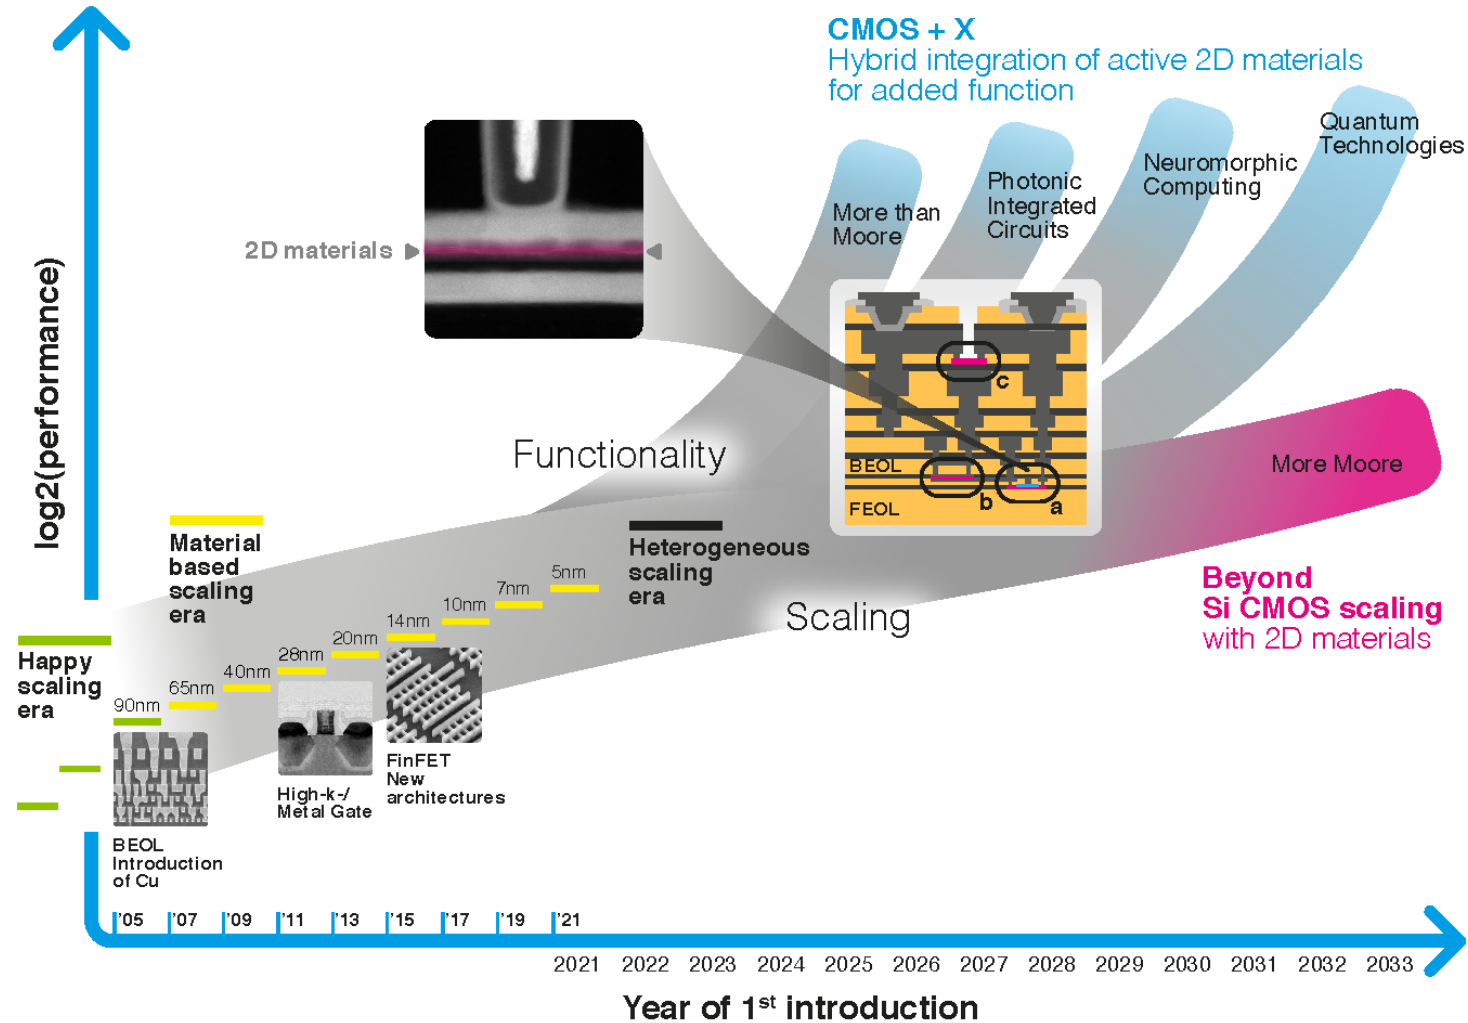 CMOS + X
Hybrid integration of active 2D materials
for added function
Quantum
Technologies
Neuromorphic
Computing
Photonic
Integrated
Circuits
More than
Moore
2D materials
log2(performance)
c
BEOL
FEOL
b
a
Functionality
More Moore
Material
based
scaling
era
Heterogeneous
scaling
era
Scaling
Beyond
Si CMOS scaling
with 2D materials
Happy
scaling
era
90nm
65nm
40nm
28nm
20nm
14nm
10nm
7nm
5nm
BEOL
Introduction
of Cu
High-k-/
Metal Gate
FinFET
New
architectures
'05 '07 '09 '11 '13 '15 '17 '19 '21
2021 2022 2023 2024 2025 2026 2027 2028 2029 2030 2031 2032 2033
Year of 1st introduction